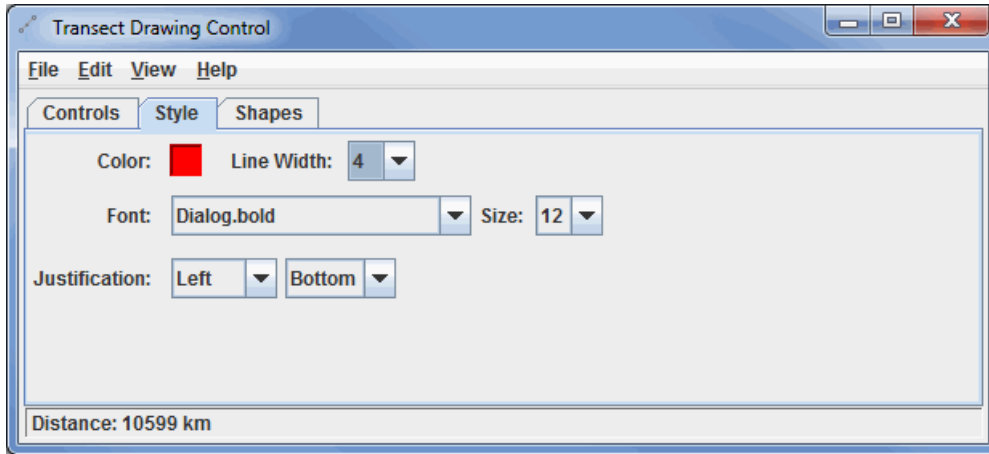 Transect Drawing Control
File Edit View Help
Controls Style Shapes
Color: Line Width: 4
Font: Dialog.bold Size: 12
Justification: Left Bottom
Distance: 10599 km